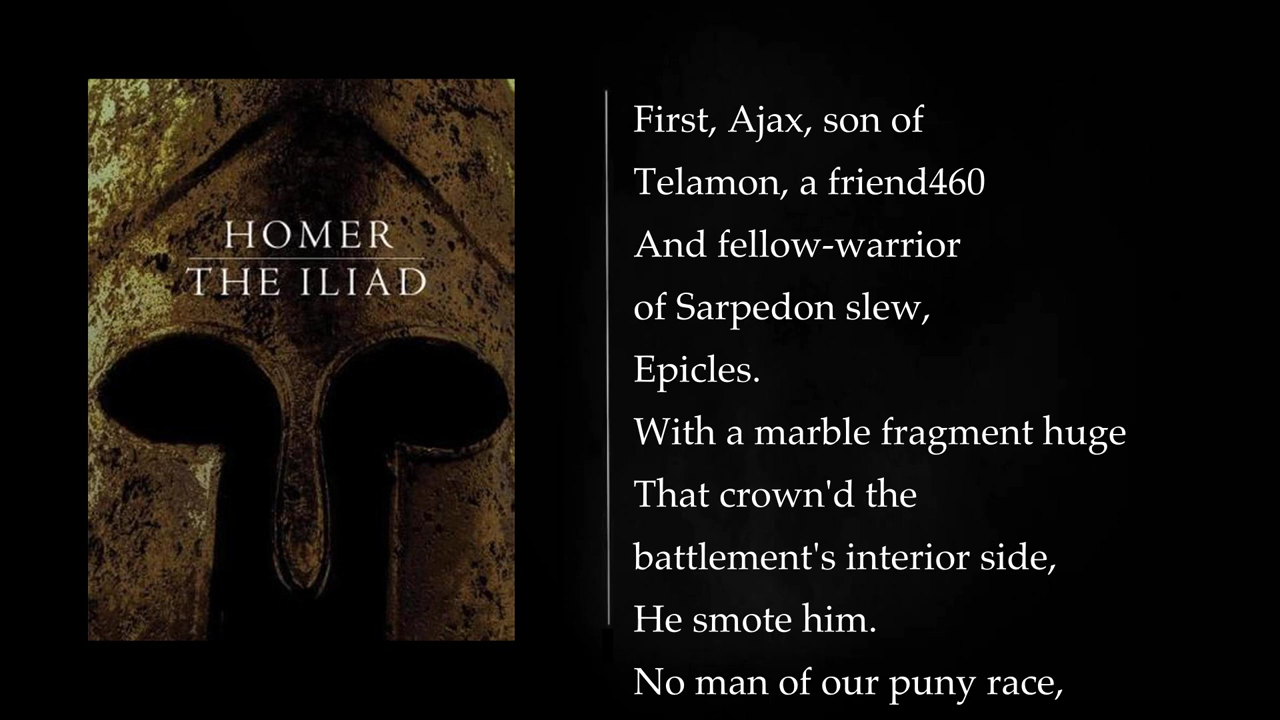 HOMER
THE ILIAD
First, Ajax, son of
Telamon, a friend460
And fellow-warrior
of Sarpedon slew,
Epicles.
With a marble fragment huge
That crown'd the
battlement's interior side,
He smote him.
No man of our puny race,